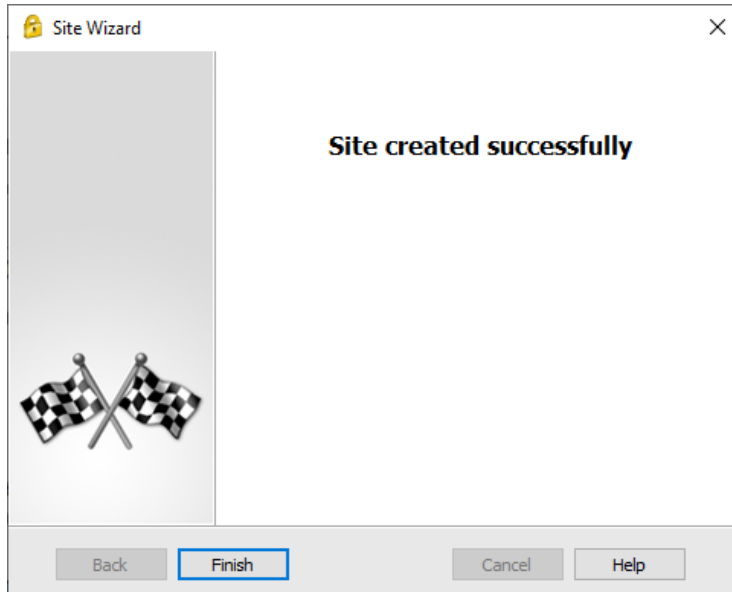 Site Wizard
Site created successfully
Back
Finish
Cancel
Help